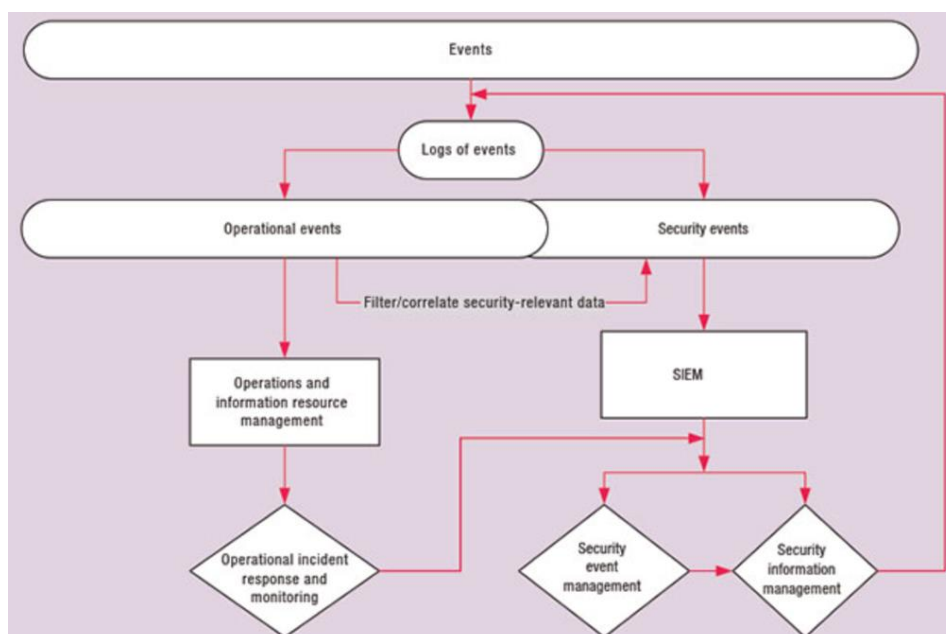 Events
Logs of events
Operational events
Security events
Filter/correlate security-relevant data
Operations and
information resource
management
SIEM
Operational incident
response and
monitoring
Security
event
management
Security
information
management